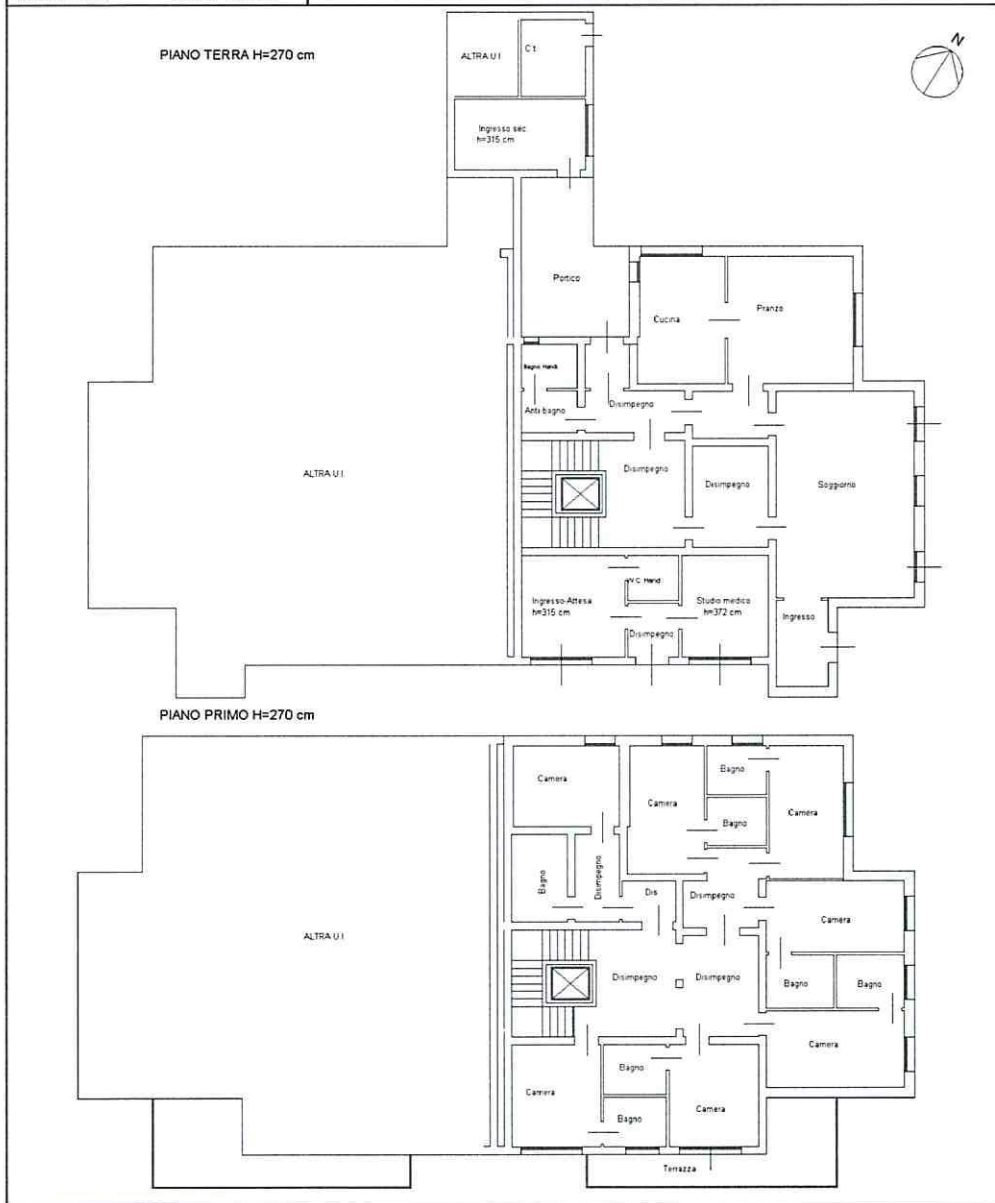 N
PIANO TERRA H=270 cm
ALTRA U.I.
C.t.
Ingresso sec.
h=315 cm
Portico
Cucina
Pranzo
Bagno Handi
Anti bagno
Disimpegno
ALTRA U.I.
Disimpegno
Disimpegno
Soggiorno
Ingresso-Attesa
h=315 cm
W.C. Handi
Studio medico
h=372 cm
Disimpegno
Ingresso
PIANO PRIMO H=270 cm
Camera
Camera
Bagno
Bagno
Camera
Bagno
Disimpegno
Dis.
Disimpegno
Camera
ALTRA U.I.
Disimpegno
Disimpegno
Bagno
Bagno
Camera
Camera
Bagno
Bagno
Camera
Terrazza